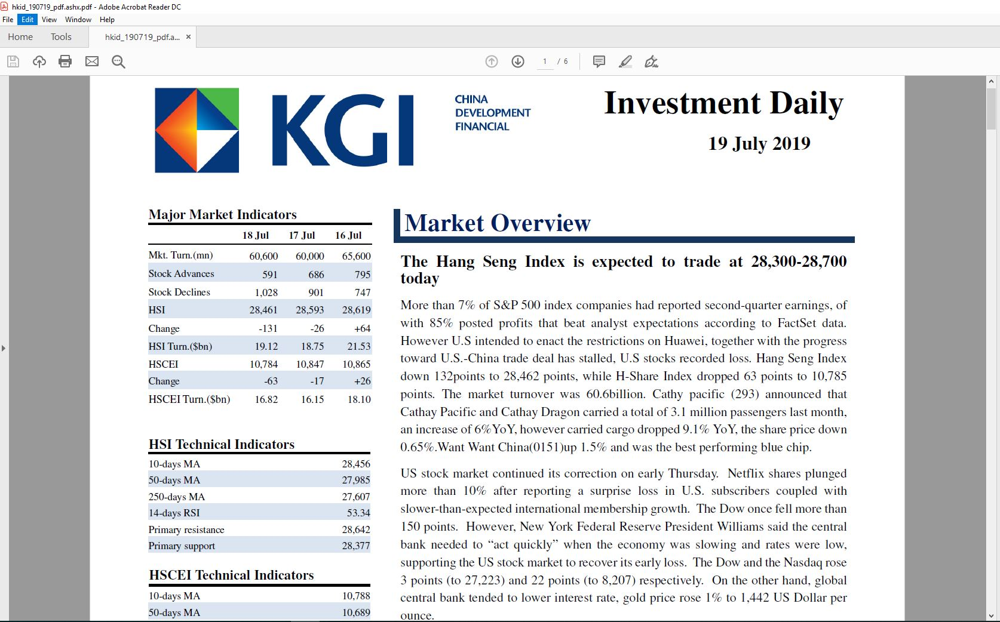 hkid_190719_pdf.ashx.pdf - Adobe Acrobat Reader DC
File Edit View Window Help
Home Tools hkid_190719_pdf.a... ×
1 / 6
KGI
CHINA
DEVELOPMENT
FINANCIAL
Investment Daily
19 July 2019
Major Market Indicators
18 Jul 17 Jul 16 Jul
Mkt. Turn.(mn) 60,600 60,000 65,600
Stock Advances 591 686 795
Stock Declines 1,028 901 747
HSI 28,461 28,593 28,619
Change -131 -26 +64
HSI Turn.($bn) 19.12 18.75 21.53
HSCEI 10,784 10,847 10,865
Change -63 -17 +26
HSCEI Turn.($bn) 16.82 16.15 18.10
HSI Technical Indicators
10-days MA 28,456
50-days MA 27,985
250-days MA 27,607
14-days RSI 53.34
Primary resistance 28,642
Primary support 28,377
HSCEI Technical Indicators
10-days MA 10,788
50-days MA 10,689
Market Overview
The Hang Seng Index is expected to trade at 28,300-28,700
today
More than 7% of S&P 500 index companies had reported second-quarter earnings, of
with 85% posted profits that beat analyst expectations according to FactSet data.
However U.S intended to enact the restrictions on Huawei, together with the progress
toward U.S.-China trade deal has stalled, U.S stocks recorded loss. Hang Seng Index
down 132points to 28,462 points, while H-Share Index dropped 63 points to 10,785
points. The market turnover was 60.6billion. Cathy pacific (293) announced that
Cathay Pacific and Cathay Dragon carried a total of 3.1 million passengers last month,
an increase of 6%YoY, however carried cargo dropped 9.1% YoY, the share price down
0.65%.Want Want China(0151)up 1.5% and was the best performing blue chip.
US stock market continued its correction on early Thursday. Netflix shares plunged
more than 10% after reporting a surprise loss in U.S. subscribers coupled with
slower-than-expected international membership growth. The Dow once fell more than
150 points. However, New York Federal Reserve President Williams said the central
bank needed to “act quickly” when the economy was slowing and rates were low,
supporting the US stock market to recover its early loss. The Dow and the Nasdaq rose
3 points (to 27,223) and 22 points (to 8,207) respectively. On the other hand, global
central bank tended to lower interest rate, gold price rose 1% to 1,442 US Dollar per
ounce.